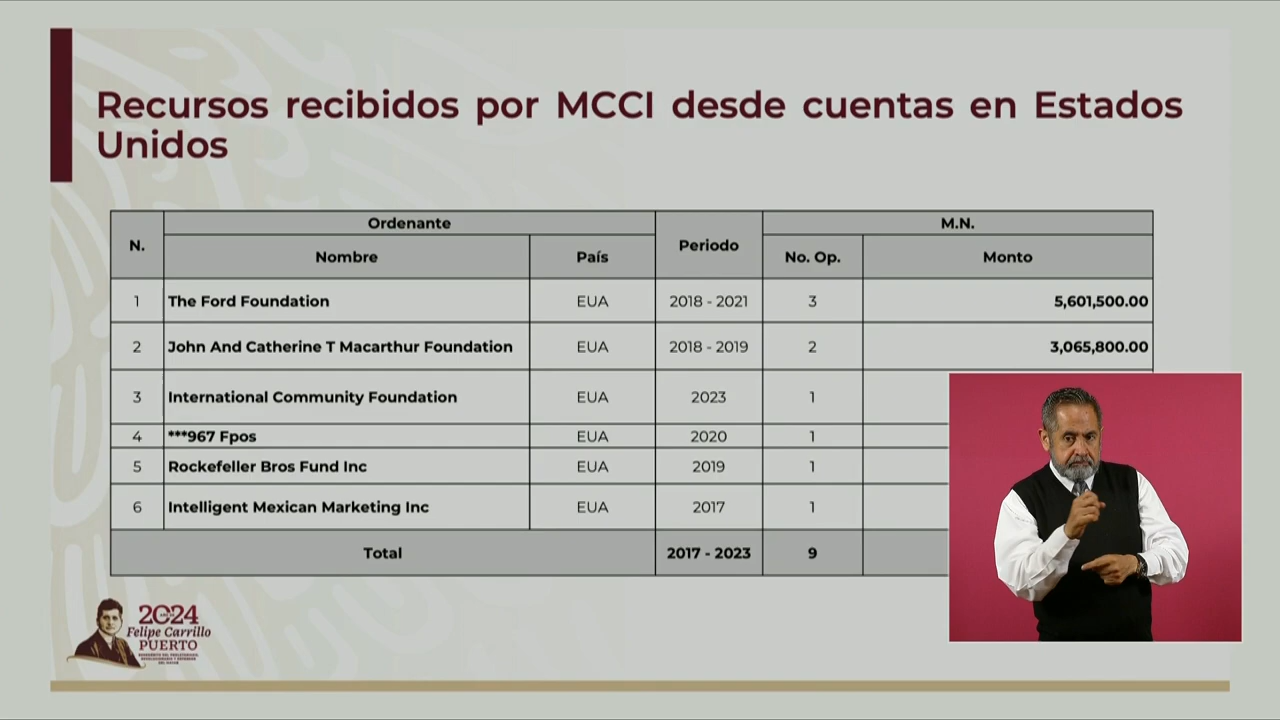 Recursos recibidos por MCCI desde cuentas en Estados
Unidos
N.
Ordenante
Periodo
M.N.
Nombre
País
No. Op.
Monto
1 The Ford Foundation EUA 2018 - 2021 3 5,601,500.00
2 John And Catherine T Macarthur Foundation EUA 2018 - 2019 2 3,065,800.00
3 International Community Foundation EUA 2023 1
4 ***967 Fpos EUA 2020 1
5 Rockefeller Bros Fund Inc EUA 2019 1
6 Intelligent Mexican Marketing Inc EUA 2017 1
Total 2017 - 2023 9
2024
Felipe Carrillo
PUERTO